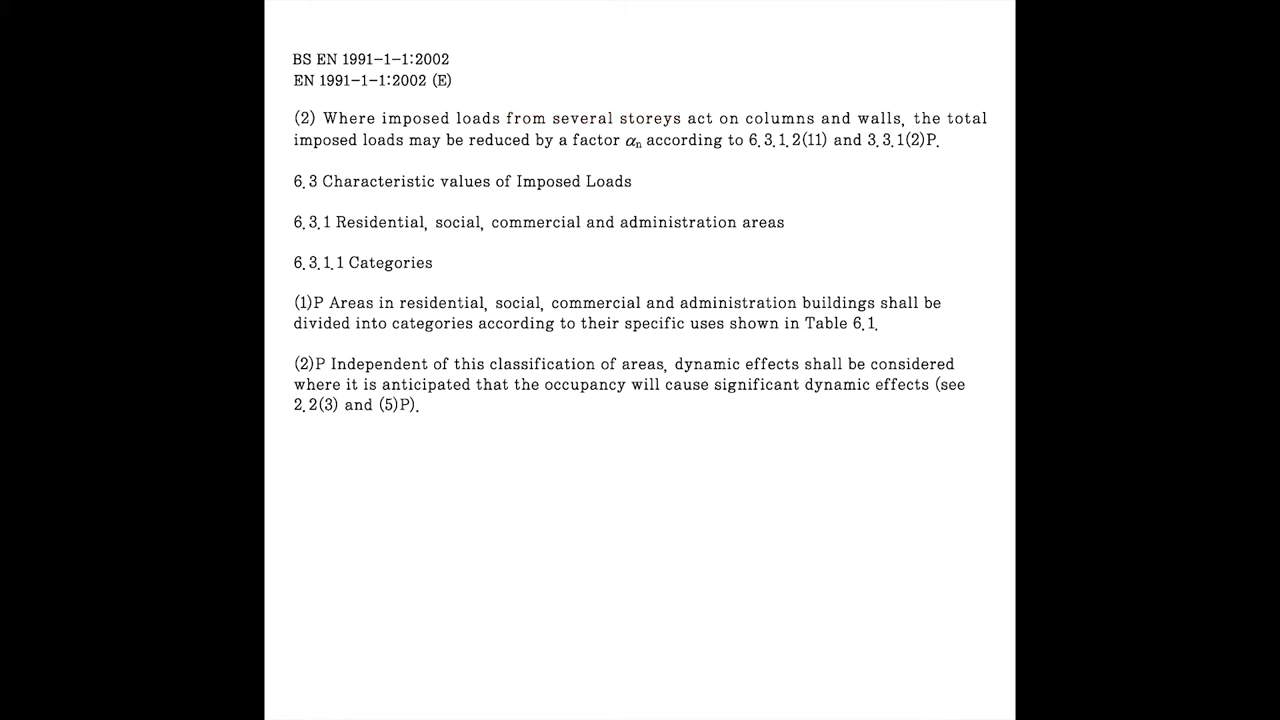 BS EN 1991-1-1:2002
EN 1991-1-1:2002 (E)
(2) Where imposed loads from several storeys act on columns and walls, the total
imposed loads may be reduced by a factor αn according to 6.3.1.2(11) and 3.3.1(2)P.
6.3 Characteristic values of Imposed Loads
6.3.1 Residential, social, commercial and administration areas
6.3.1.1 Categories
(1)P Areas in residential, social, commercial and administration buildings shall be
divided into categories according to their specific uses shown in Table 6.1.
(2)P Independent of this classification of areas, dynamic effects shall be considered
where it is anticipated that the occupancy will cause significant dynamic effects (see
2.2(3) and (5)P).